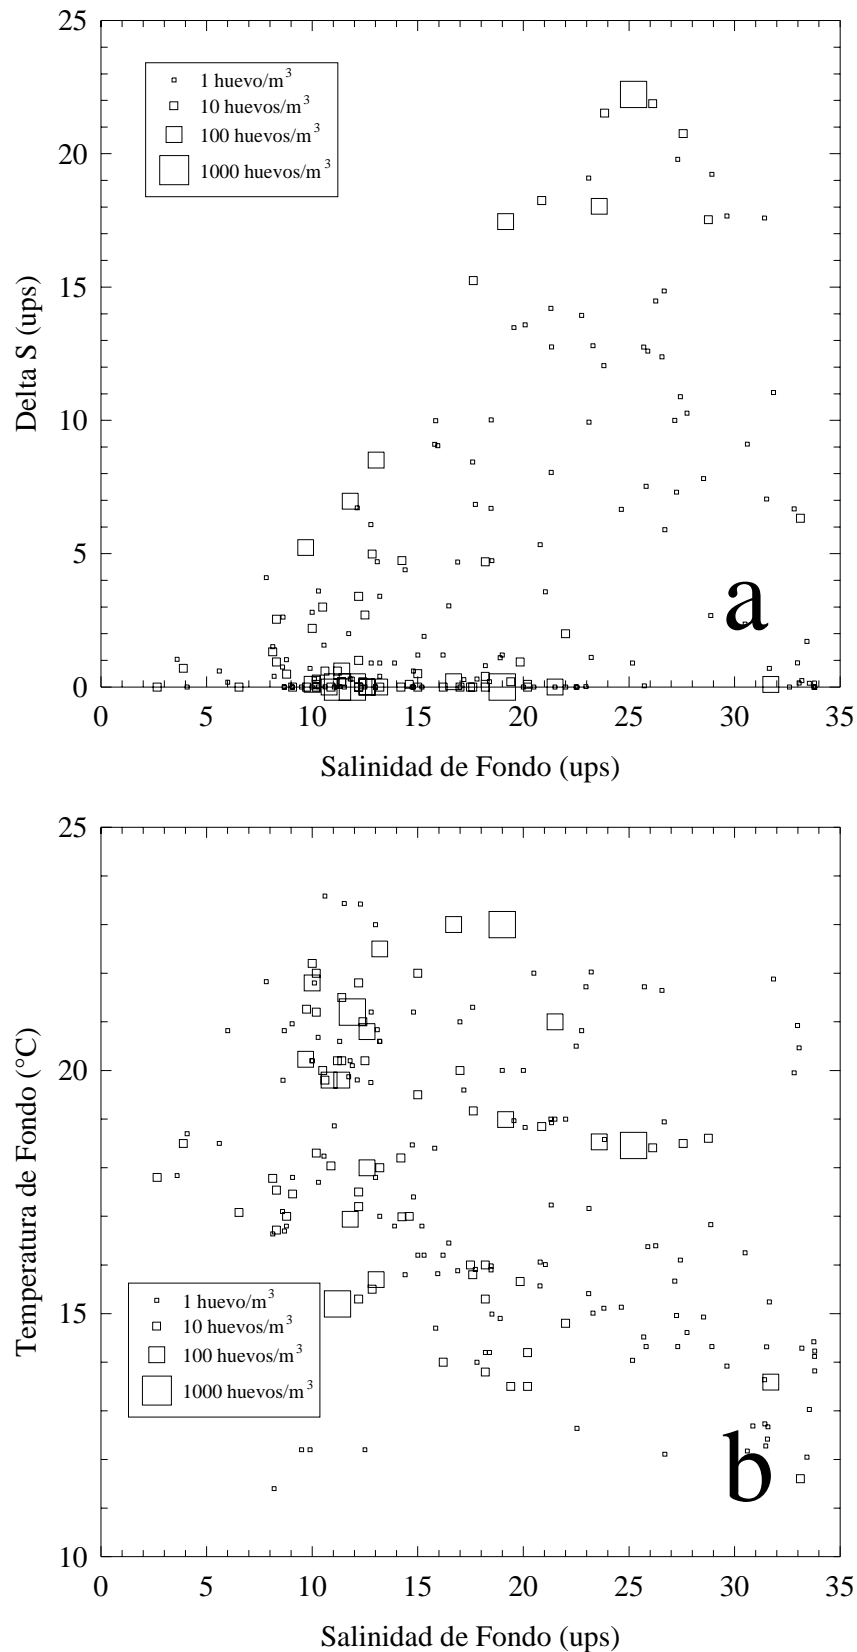 25
20
15
10
5
0
Delta S (ups)
1 huevo/m3
10 huevos/m3
100 huevos/m3
1000 huevos/m3
a
0 5 10 15 20 25 30 35
Salinidad de Fondo (ups)
25
20
15
10
Temperatura de Fondo (°C)
1 huevo/m3
10 huevos/m3
100 huevos/m3
1000 huevos/m3
b
0 5 10 15 20 25 30 35
Salinidad de Fondo (ups)